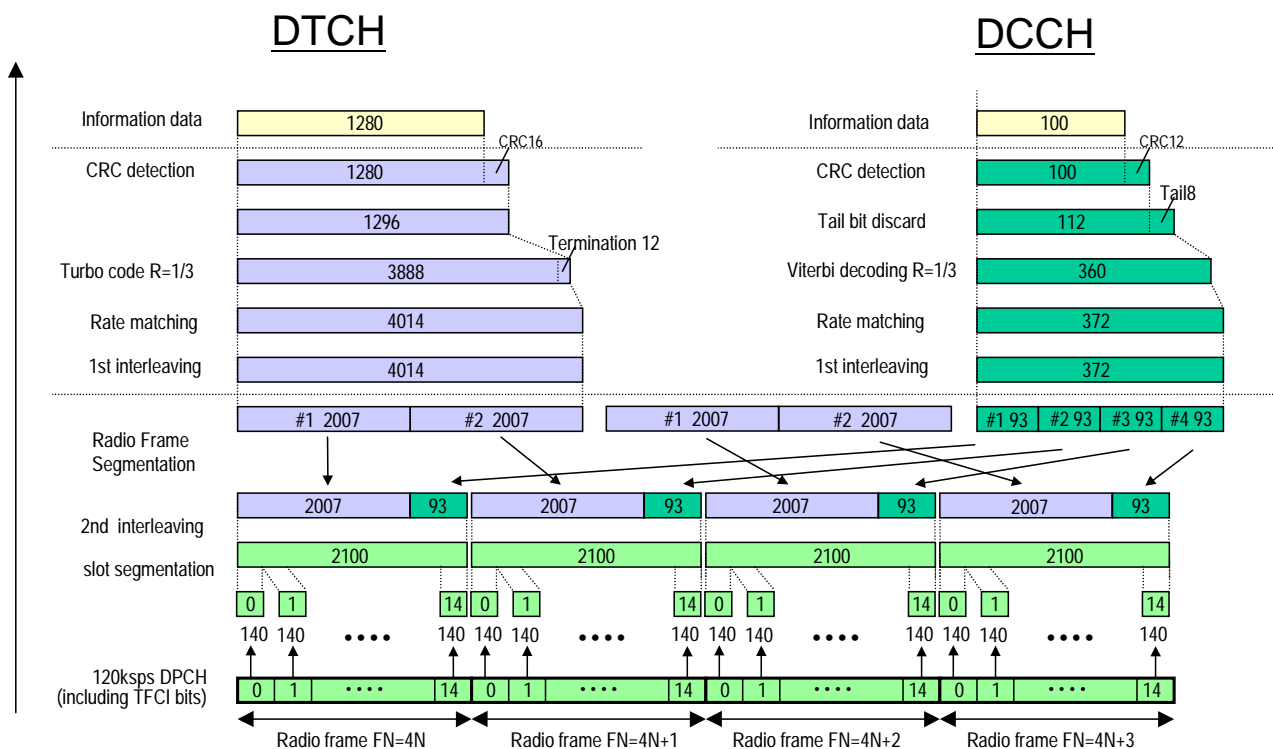 DTCH DCCH
Information data 1280 Information data 100
CRC16 CRC12
CRC detection 1280 CRC detection 100
1296 Tail bit discard 112 Tail8
Termination 12
Turbo code R=1/3 3888 Viterbi decoding R=1/3 360
Rate matching 4014 Rate matching 372
1st interleaving 4014 1st interleaving 372
#1 2007 #2 2007 #1 2007 #2 2007 #1 93 #2 93 #3 93 #4 93
Radio Frame
Segmentation
2007 93 2007 93 2007 93 2007 93
2nd interleaving
2100 2100 2100 2100
slot segmentation
0 1 14 0 1 14 0 1 14 0 1 14
140 140 •••• 140 140 140 •••• 140 140 140 •••• 140 140 140 •••• 140
120ksps DPCH
(including TFCI bits)
0 1 •••• 14 0 1 •••• 14 0 1 •••• 14 0 1 •••• 14
Radio frame FN=4N Radio frame FN=4N+1 Radio frame FN=4N+2 Radio frame FN=4N+3